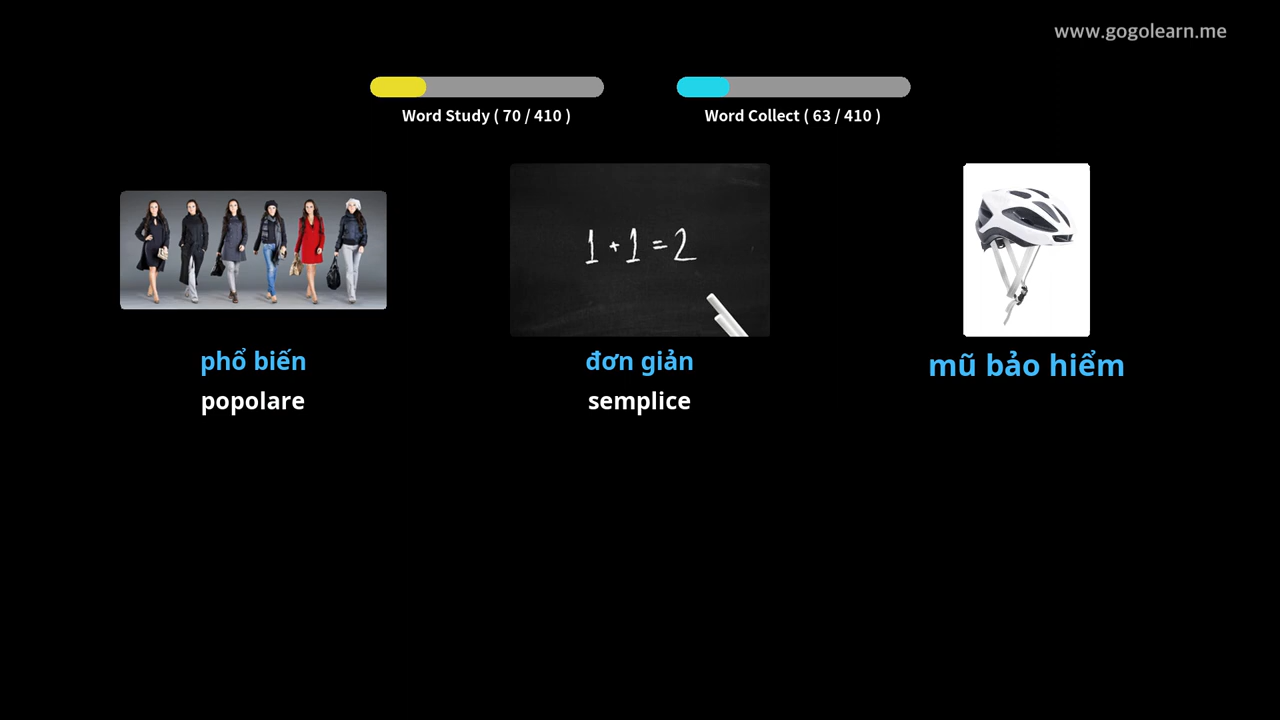 www.gogolearn.me
Word Study ( 70 / 410 )
Word Collect ( 63 / 410 )
1 + 1 = 2
phổ biến
đơn giản
mũ bảo hiểm
popolare
semplice